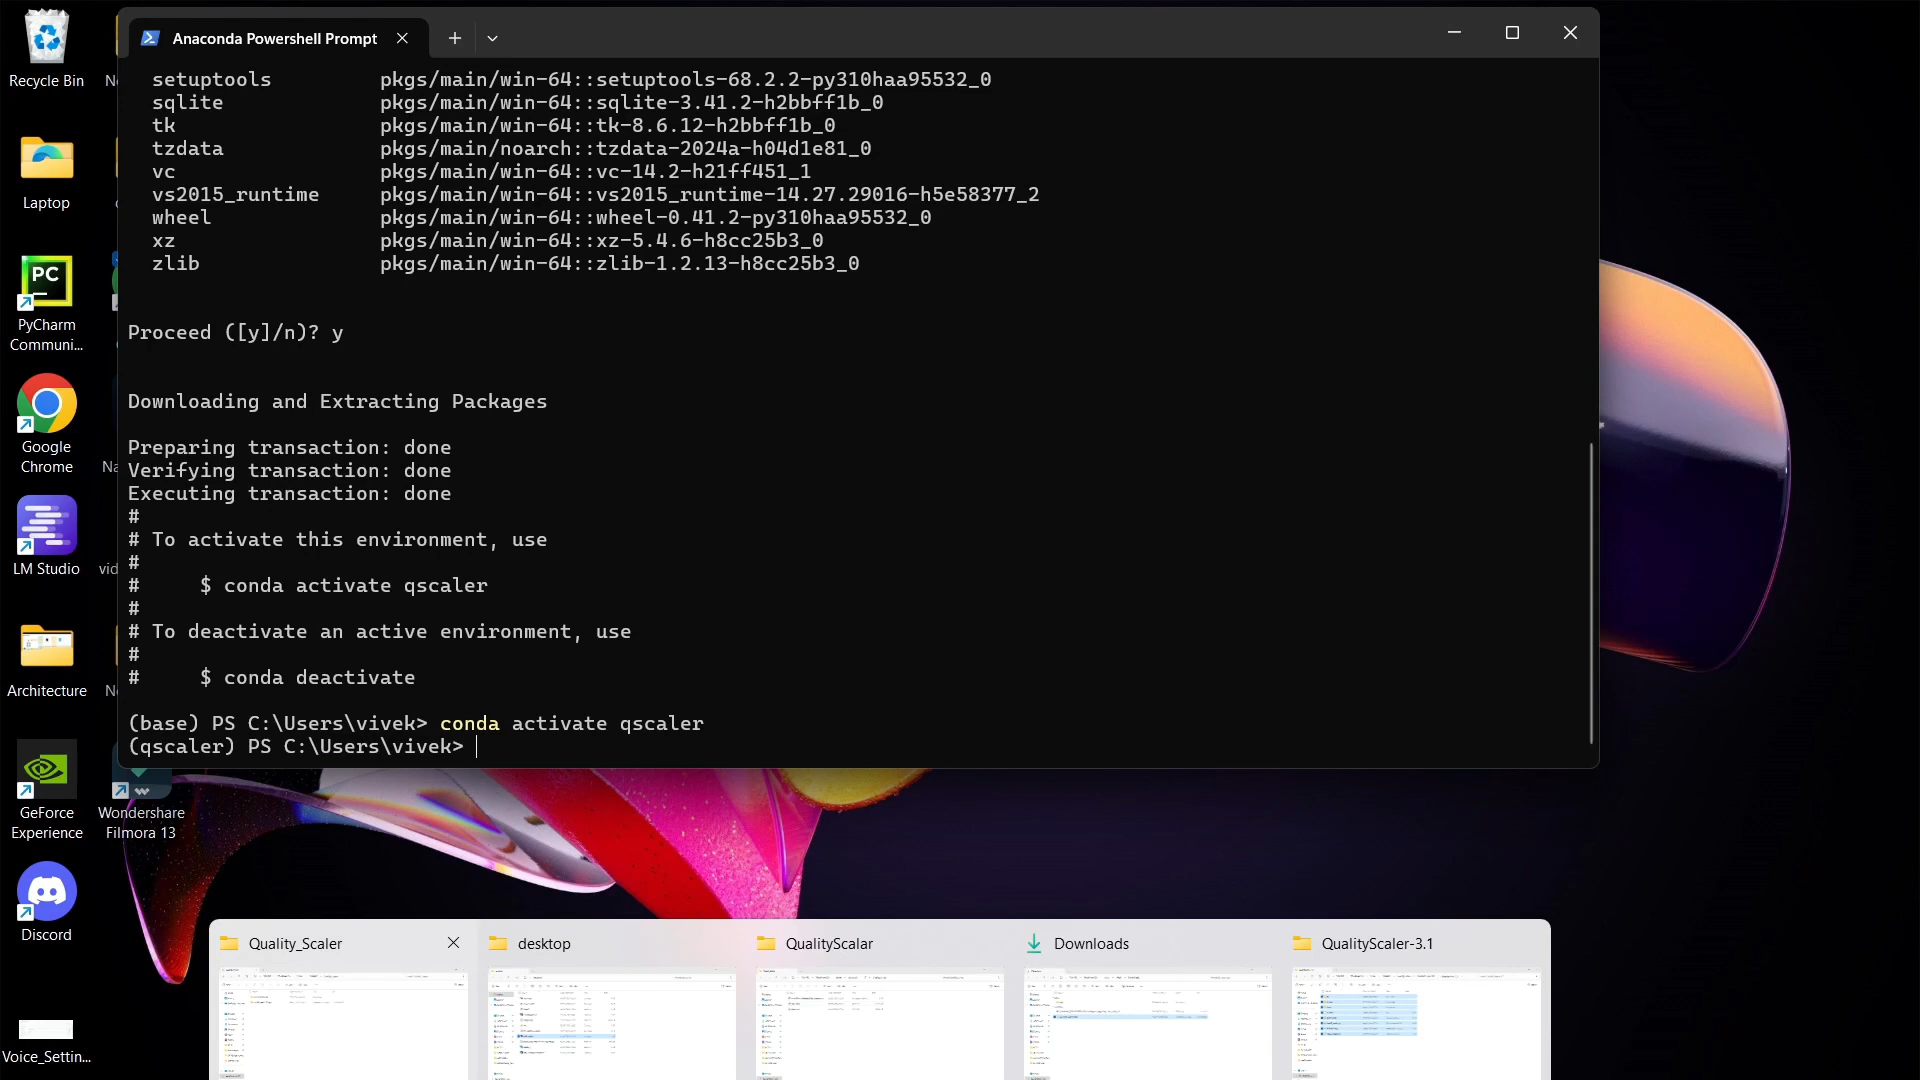 Anaconda Powershell Prompt
setuptools pkgs/main/win-64::setuptools-68.2.2-py310haa95532_0
sqlite pkgs/main/win-64::sqlite-3.41.2-h2bbff1b_0
tk pkgs/main/win-64::tk-8.6.12-h2bbff1b_0
tzdata pkgs/main/noarch::tzdata-2024a-h04d1e81_0
vc pkgs/main/win-64::vc-14.2-h21ff451_1
vs2015_runtime pkgs/main/win-64::vs2015_runtime-14.27.29016-h5e58377_2
wheel pkgs/main/win-64::wheel-0.41.2-py310haa95532_0
xz pkgs/main/win-64::xz-5.4.6-h8cc25b3_0
zlib pkgs/main/win-64::zlib-1.2.13-h8cc25b3_0
Proceed ([y]/n)? y
Downloading and Extracting Packages
Preparing transaction: done
Verifying transaction: done
Executing transaction: done
#
# To activate this environment, use
#
# $ conda activate qscaler
#
# To deactivate an active environment, use
#
# $ conda deactivate
(base) PS C:\Users\vivek> conda activate qscaler
(qscaler) PS C:\Users\vivek>
Recycle Bin
Laptop
PC
PyCharm
Communi...
Google
Chrome
LM Studio
Architecture
GeForce
Experience
Wondershare
Filmora 13
Discord
Voice_Settin...
Quality_Scaler
desktop
QualityScalar
Downloads
QualityScaler-3.1